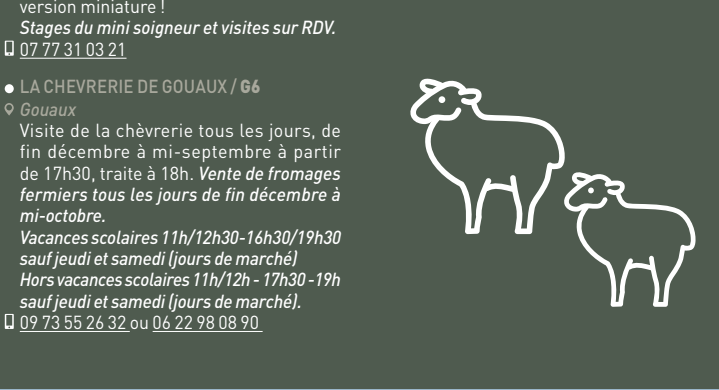 version miniature !
Stages du mini soigneur et visites sur RDV.
07 77 31 03 21
● LA CHEVRERIE DE GOUAUX / G6
Gouaux
Visite de la chèvrerie tous les jours, de
fin décembre à mi-septembre à partir
de 17h30, traite à 18h. Vente de fromages
fermiers tous les jours de fin décembre à
mi-octobre.
Vacances scolaires 11h/12h30-16h30/19h30
sauf jeudi et samedi (jours de marché)
Hors vacances scolaires 11h/12h - 17h30 -19h
sauf jeudi et samedi (jours de marché).
09 73 55 26 32 ou 06 22 98 08 90